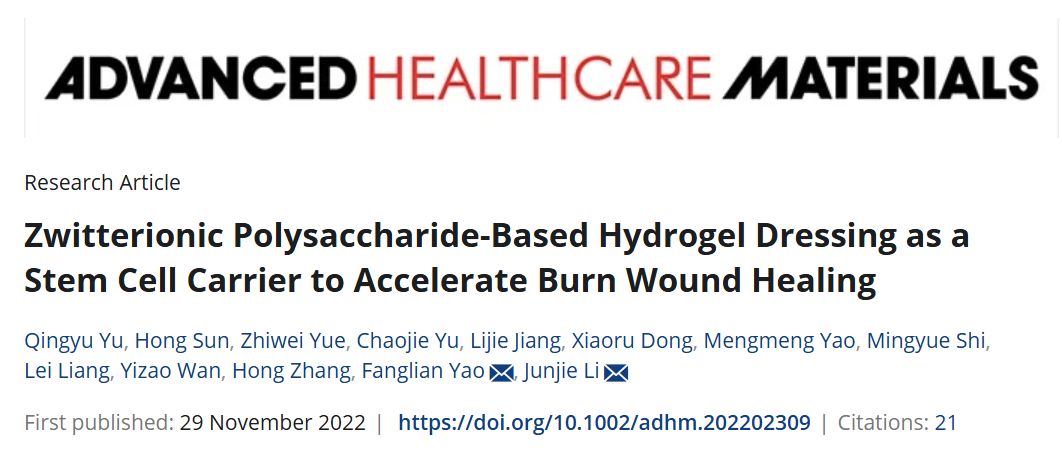 ADVANCED HEALTHCARE MATERIALS
Research Article
Zwitterionic Polysaccharide-Based Hydrogel Dressing as a
Stem Cell Carrier to Accelerate Burn Wound Healing
Qingyu Yu, Hong Sun, Zhiwei Yue, Chaojie Yu, Lijie Jiang, Xiaoru Dong, Mengmeng Yao, Mingyue Shi,
Lei Liang, Yizao Wan, Hong Zhang, Fanglian Yao, Junjie Li
First published: 29 November 2022 | https://doi.org/10.1002/adhm.202202309 | Citations: 21